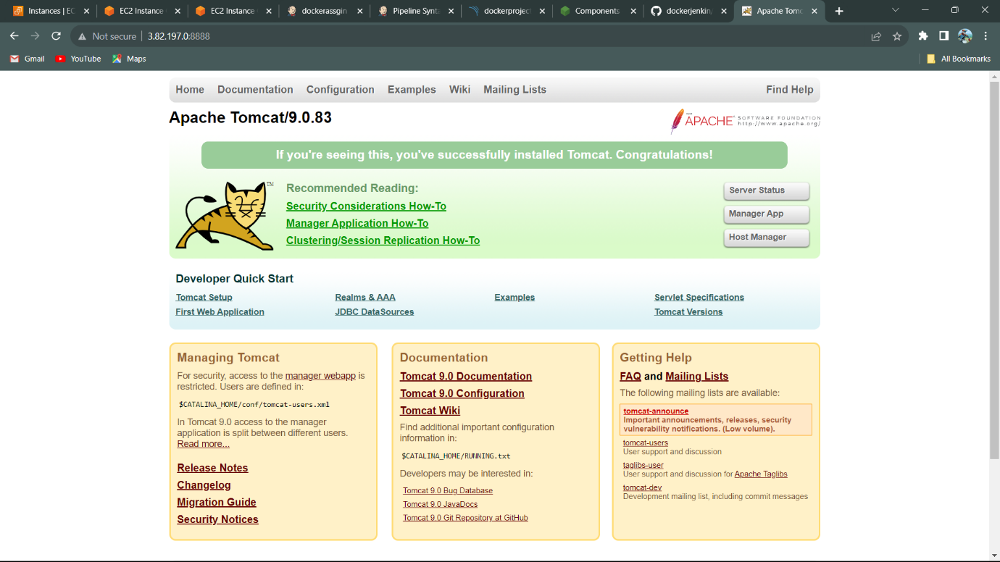 Instances | EC
EC2 Instance
EC2 Instance
dockerassgin
Pipeline Synta
dockerproject
Components
dockerjenkin
Apache Tomc
Not secure
3.82.197.0:8888
Gmail
YouTube
Maps
All Bookmarks
Home
Documentation
Configuration
Examples
Wiki
Mailing Lists
Find Help
Apache Tomcat/9.0.83
THE
APACHE
SOFTWARE FOUNDATION
http://www.apache.org/
If you're seeing this, you've successfully installed Tomcat. Congratulations!
TM
Recommended Reading:
Security Considerations How-To
Manager Application How-To
Clustering/Session Replication How-To
Server Status
Manager App
Host Manager
Developer Quick Start
Tomcat Setup
First Web Application
Realms & AAA
JDBC DataSources
Examples
Servlet Specifications
Tomcat Versions
Managing Tomcat
For security, access to the manager webapp is
restricted. Users are defined in:
$CATALINA_HOME/conf/tomcat-users.xml
In Tomcat 9.0 access to the manager
application is split between different users.
Read more...
Release Notes
Changelog
Migration Guide
Security Notices
Documentation
Tomcat 9.0 Documentation
Tomcat 9.0 Configuration
Tomcat Wiki
Find additional important configuration
information in:
$CATALINA_HOME/RUNNING.txt
Developers may be interested in:
Tomcat 9.0 Bug Database
Tomcat 9.0 JavaDocs
Tomcat 9.0 Git Repository at GitHub
Getting Help
FAQ and Mailing Lists
The following mailing lists are available:
tomcat-announce
Important announcements, releases, security
vulnerability notifications. (Low volume).
tomcat-users
User support and discussion
taglibs-user
User support and discussion for Apache Taglibs
tomcat-dev
Development mailing list, including commit messages